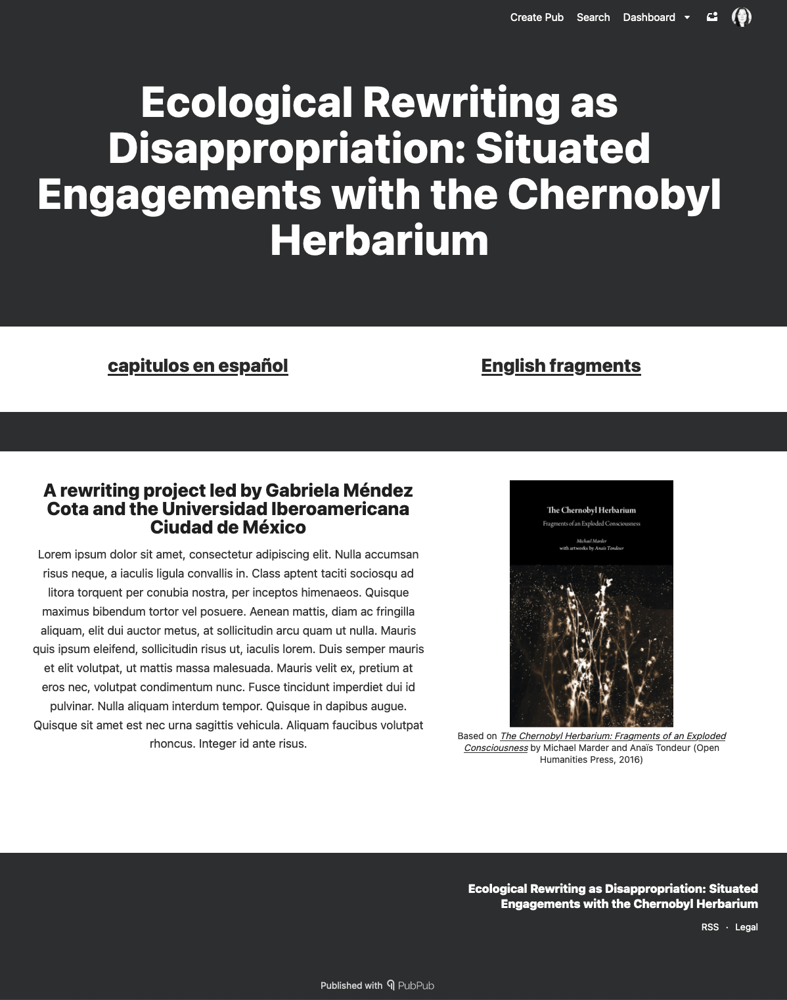 Create Pub Search Dashboard
Ecological Rewriting as
Disappropriation: Situated
Engagements with the Chernobyl
Herbarium
capitulos en español
English fragments
A rewriting project led by Gabriela Méndez
Cota and the Universidad Iberoamericana
Ciudad de México
Lorem ipsum dolor sit amet, consectetur adipiscing elit. Nulla accumsan
risus neque, a iaculis ligula convallis in. Class aptent taciti sociosqu ad
litora torquent per conubia nostra, per inceptos himenaeos. Quisque
maximus bibendum tortor vel posuere. Aenean mattis, diam ac fringilla
aliquam, elit dui auctor metus, at sollicitudin arcu quam ut nulla. Mauris
quis ipsum eleifend, sollicitudin risus ut, iaculis lorem. Duis semper mauris
et elit volutpat, ut mattis massa malesuada. Mauris velit ex, pretium at
eros nec, volutpat condimentum nunc. Fusce tincidunt imperdiet dui id
pulvinar. Nulla aliquam interdum tempor. Quisque in dapibus augue.
Quisque sit amet est nec urna sagittis vehicula. Aliquam faucibus volutpat
rhoncus. Integer id ante risus.
The Chernobyl Herbarium
Fragments of an Exploded Consciousness
Michael Marder
with artworks by Anaïs Tondeur
Based on The Chernobyl Herbarium: Fragments of an Exploded
Consciousness by Michael Marder and Anaïs Tondeur (Open
Humanities Press, 2016)
Ecological Rewriting as Disappropriation: Situated
Engagements with the Chernobyl Herbarium
RSS · Legal
Published with PubPub